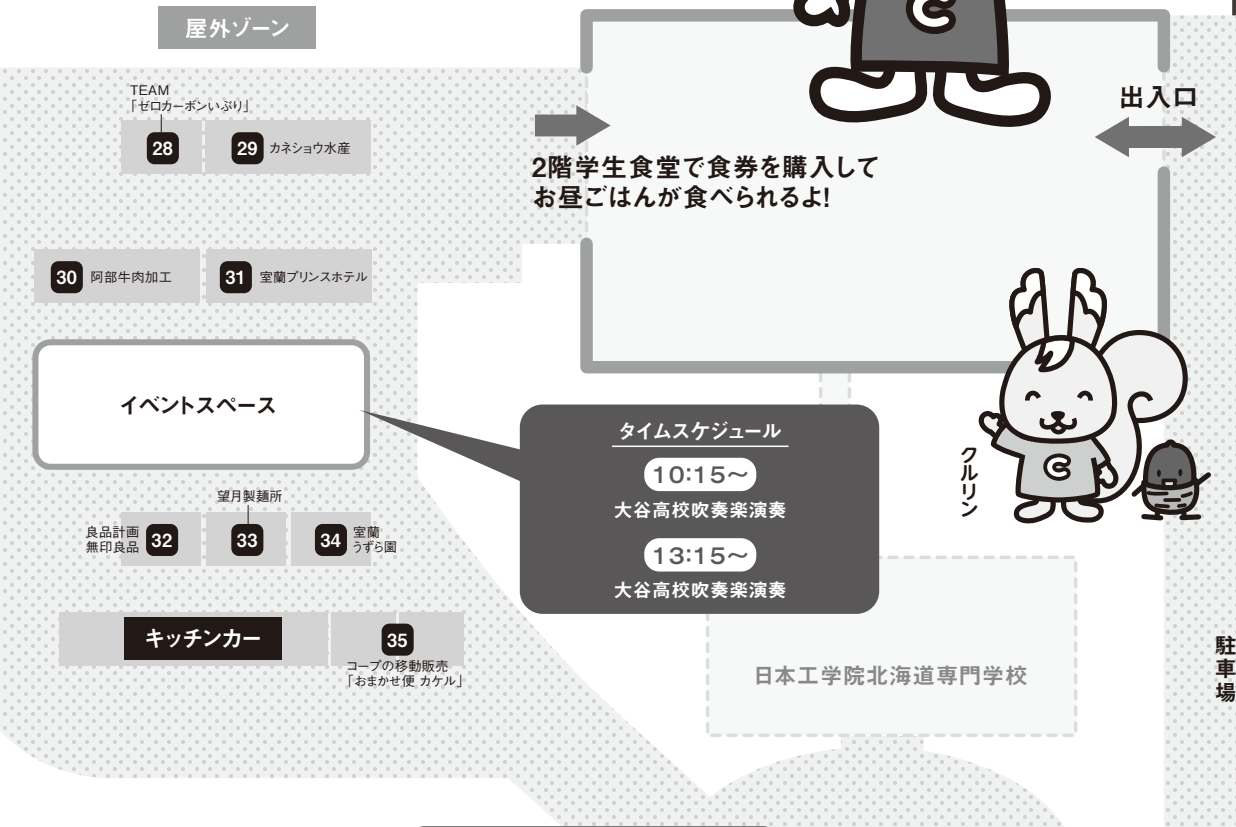 屋外ゾーン
TEAM
「ゼロカーボンいぶり」
28
29 カネショウ水産
30 阿部牛肉加工
31 室蘭プリンスホテル
イベントスペース
望月製麺所
良品計画
無印良品
32
33
34
室蘭
うずら園
キッチンカー
35
コープの移動販売
「おまかせ便 カケル」
C
出入口
2階学生食堂で食券を購入して
お昼ごはんが食べられるよ!
タイムスケジュール
10:15〜
大谷高校吹奏楽演奏
13:15〜
大谷高校吹奏楽演奏
クルリン
C
日本工学院北海道専門学校
駐車場